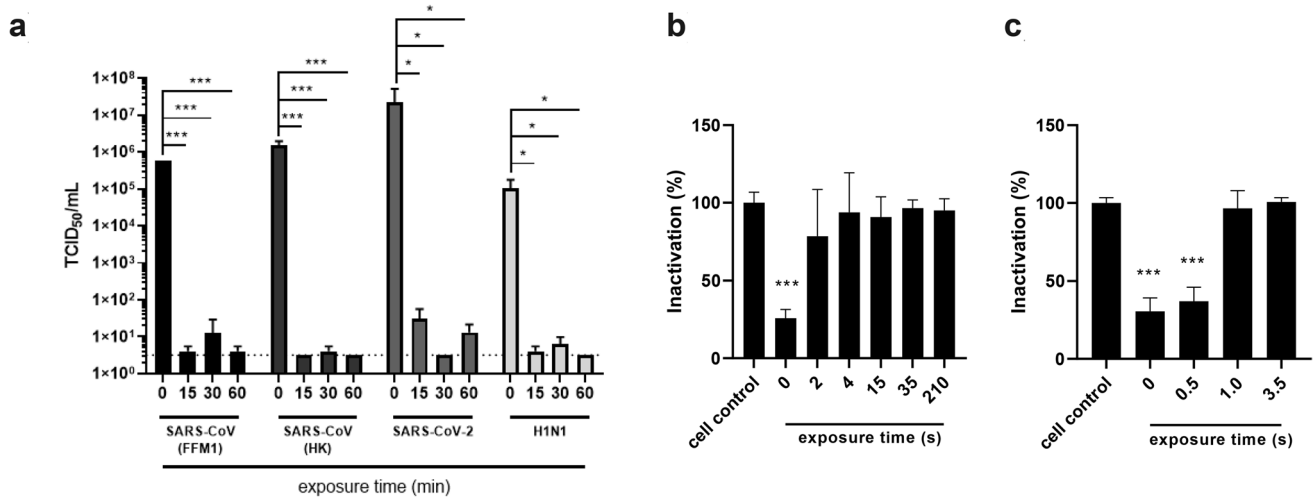 a
TCID50/mL
1×10⁸
1×10⁷
1×10⁶
1×10⁵
1×10⁴
1×10³
1×10²
1×10¹
1×10⁰
*** *** ***
*** *** ***
* * *
* * *
0 15 30 60 0 15 30 60 0 15 30 60 0 15 30 60
SARS-CoV
(FFM1)
SARS-CoV
(HK)
SARS-CoV-2
H1N1
exposure time (min)
b
Inactivation (%)
150
100
50
0
***
cell control 0 2 4 15 35 210
exposure time (s)
c
Inactivation (%)
150
100
50
0
*** ***
cell control 0 0.5 1.0 3.5
exposure time (s)